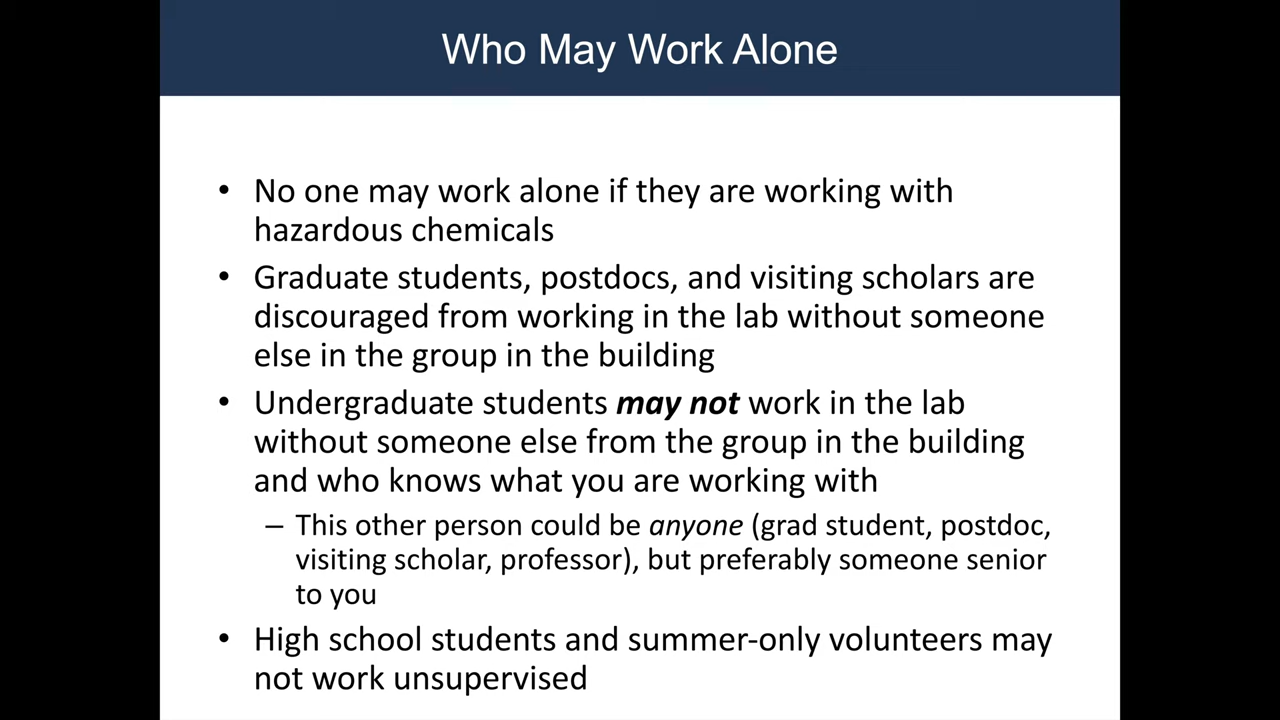 Who May Work Alone
• No one may work alone if they are working with
hazardous chemicals
• Graduate students, postdocs, and visiting scholars are
discouraged from working in the lab without someone
else in the group in the building
• Undergraduate students may not work in the lab
without someone else from the group in the building
and who knows what you are working with
– This other person could be anyone (grad student, postdoc,
visiting scholar, professor), but preferably someone senior
to you
• High school students and summer-only volunteers may
not work unsupervised